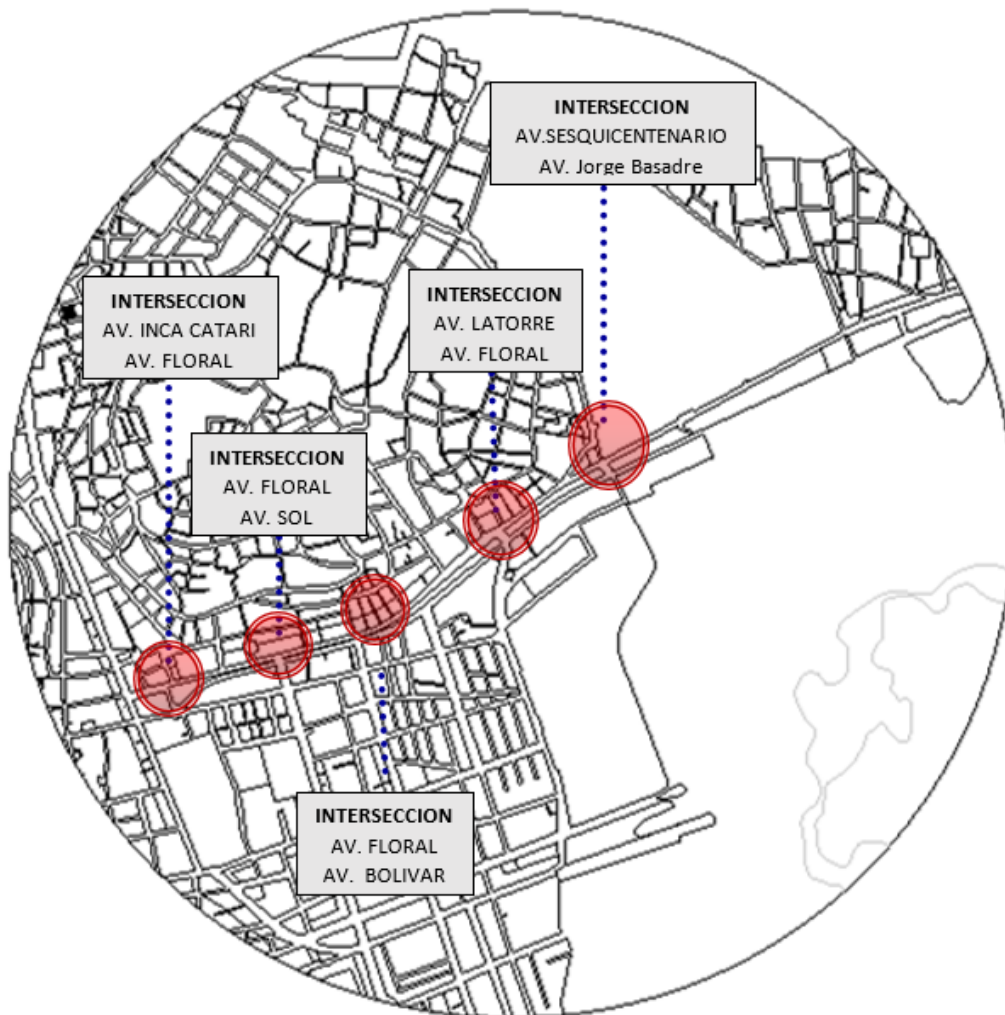 INTERSECCION
AV.SESQUICENTENARIO
AV. Jorge Basadre
INTERSECCION
AV. INCA CATARI
AV. FLORAL
INTERSECCION
AV. LATORRE
AV. FLORAL
INTERSECCION
AV. FLORAL
AV. SOL
INTERSECCION
AV. FLORAL
AV. BOLIVAR